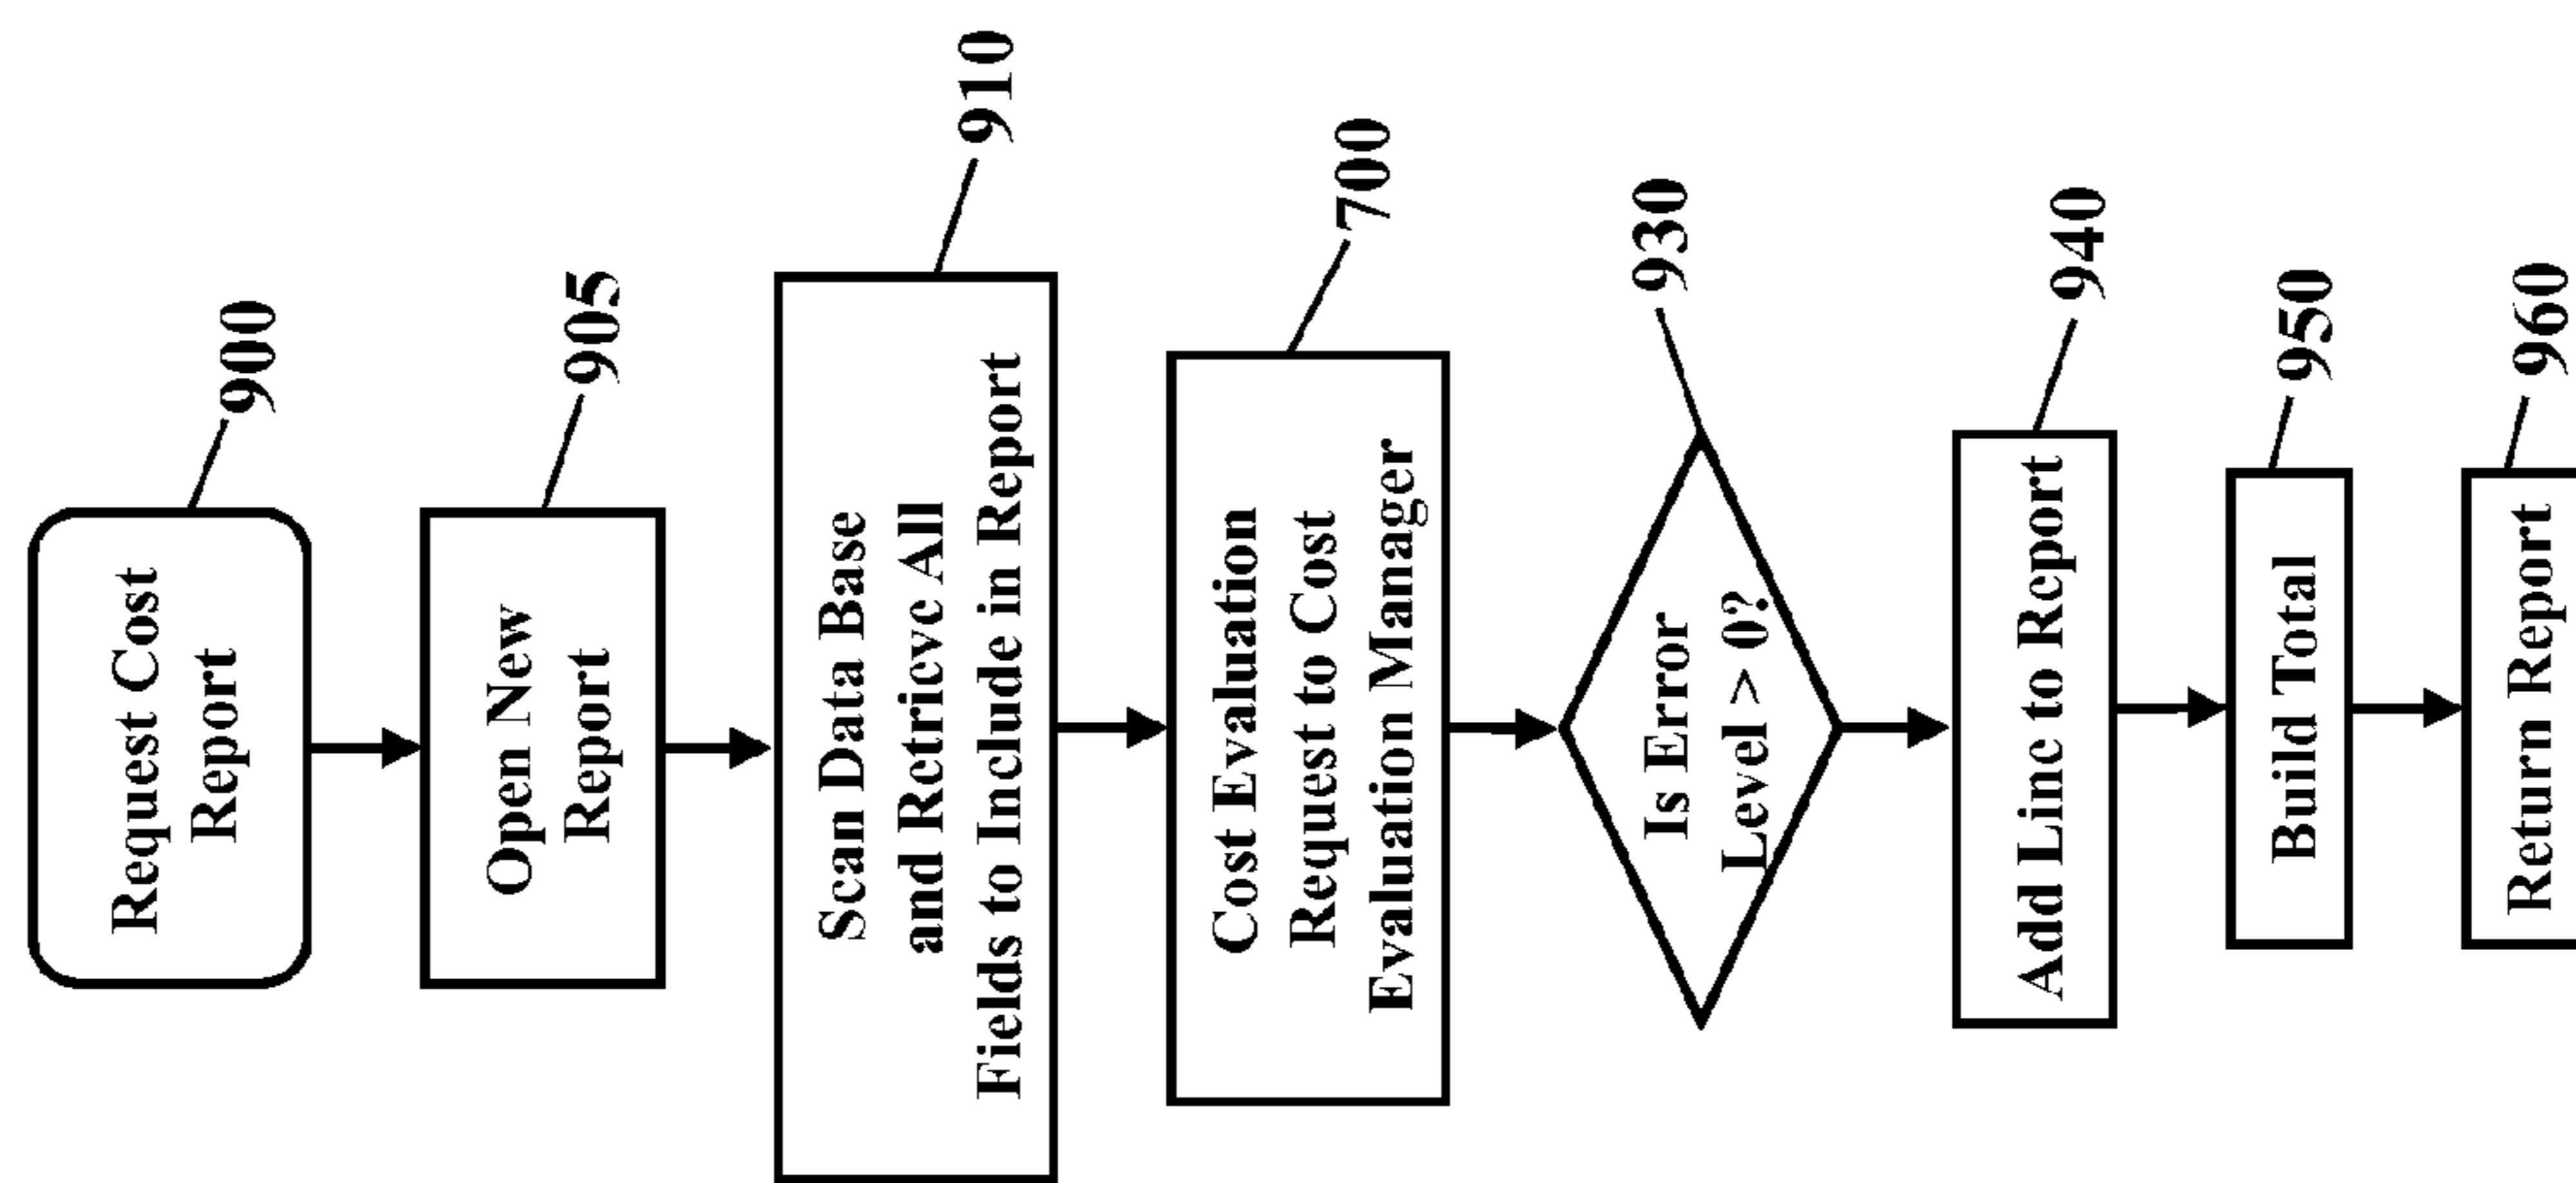 Request Cost
Report
900
Open New
Report
905
Scan Data Base
and Retrieve All
Fields to Include in Report
910
Cost Evaluation
Request to Cost
Evaluation Manager
700
Is Error
Level > 0?
930
Add Line to Report
940
Build Total
950
Return Report
960